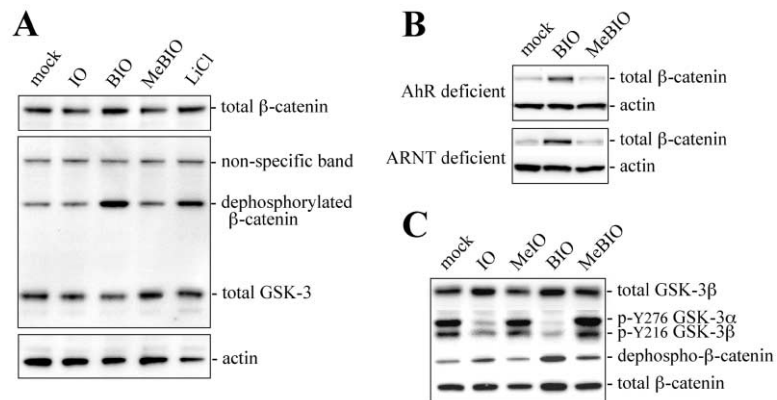 A
mock
IO
BIO
MeBIO
LiCl
total β-catenin
non-specific band
dephosphorylated
β-catenin
total GSK-3
actin
B
mock
BIO
MeBIO
AhR deficient
total β-catenin
actin
ARNT deficient
total β-catenin
actin
C
mock
IO
MeIO
BIO
MeBIO
total GSK-3β
p-Y276 GSK-3α
p-Y216 GSK-3β
dephospho-β-catenin
total β-catenin